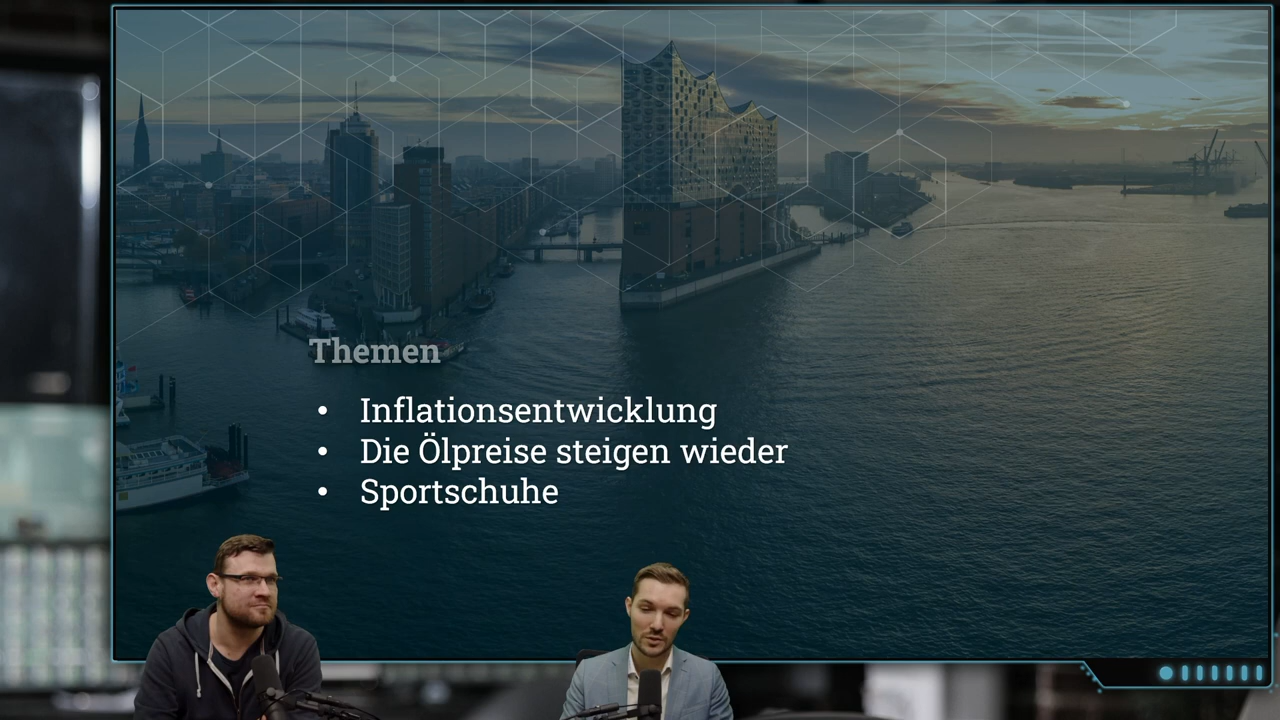 Themen
• Inflationsentwicklung
• Die Ölpreise steigen wieder
• Sportschuhe